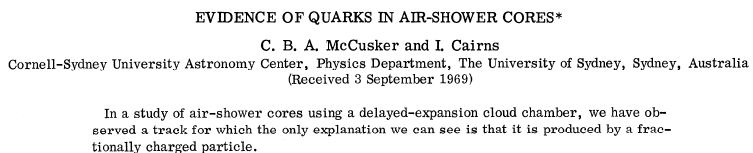 EVIDENCE OF QUARKS IN AIR-SHOWER CORES*
C. B. A. McCusker and I. Cairns
Cornell-Sydney University Astronomy Center, Physics Department, The University of Sydney, Sydney, Australia
(Received 3 September 1969)
In a study of air-shower cores using a delayed-expansion cloud chamber, we have ob-
served a track for which the only explanation we can see is that it is produced by a frac-
tionally charged particle.